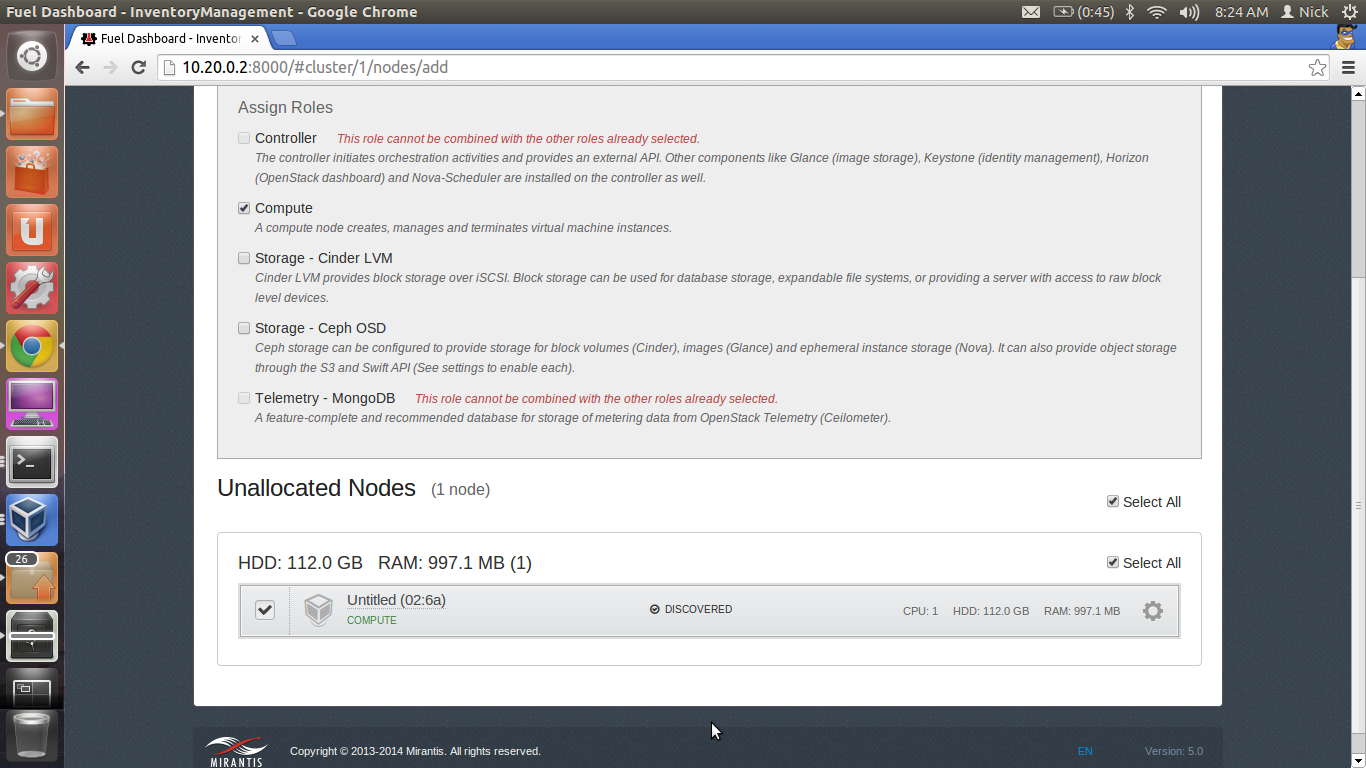 Fuel Dashboard - InventoryManagement - Google Chrome
(0:45)
8:24 AM
Nick
Fuel Dashboard - Inventor
10.20.0.2:8000/#cluster/1/nodes/add
Assign Roles
Controller This role cannot be combined with the other roles already selected.
The controller initiates orchestration activities and provides an external API. Other components like Glance (image storage), Keystone (identity management), Horizon
(OpenStack dashboard) and Nova-Scheduler are installed on the controller as well.
Compute
A compute node creates, manages and terminates virtual machine instances.
Storage - Cinder LVM
Cinder LVM provides block storage over iSCSI. Block storage can be used for database storage, expandable file systems, or providing a server with access to raw block
level devices.
Storage - Ceph OSD
Ceph storage can be configured to provide storage for block volumes (Cinder), images (Glance) and ephemeral instance storage (Nova). It can also provide object storage
through the S3 and Swift API (See settings to enable each).
Telemetry - MongoDB This role cannot be combined with the other roles already selected.
A feature-complete and recommended database for storage of metering data from OpenStack Telemetry (Ceilometer).
Unallocated Nodes (1 node)
Select All
HDD: 112.0 GB RAM: 997.1 MB (1)
Select All
Untitled (02:6a)
COMPUTE
DISCOVERED
CPU: 1 HDD: 112.0 GB RAM: 997.1 MB
26
MIRANTIS
Copyright © 2013-2014 Mirantis. All rights reserved.
EN
Version: 5.0